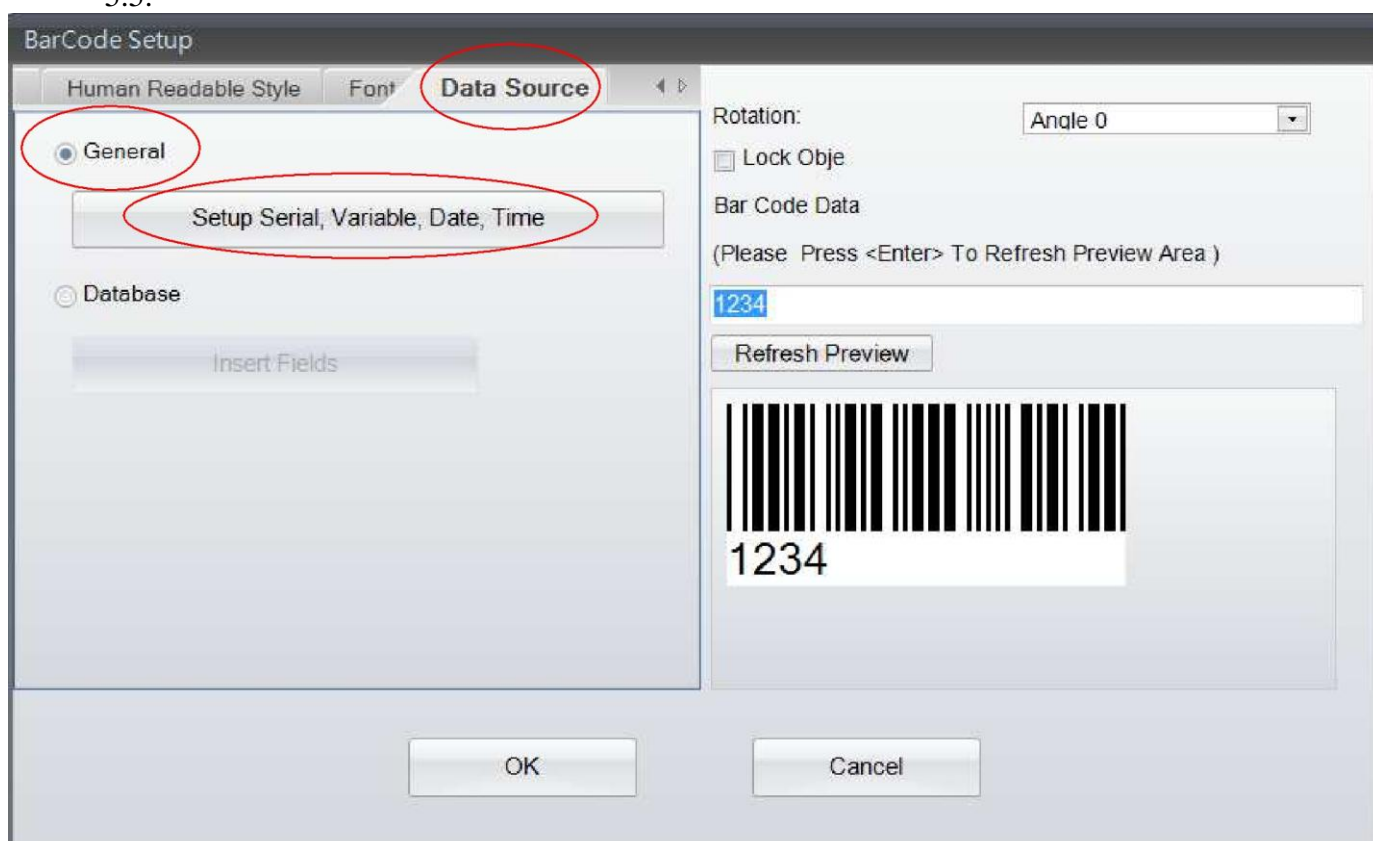 BarCode Setup
Human Readable Style Font Data Source
General
Setup Serial, Variable, Date, Time
Database
Insert Fields
Rotation: Angle 0
Lock Obje
Bar Code Data
(Please Press <Enter> To Refresh Preview Area )
1234
Refresh Preview
1234
OK Cancel